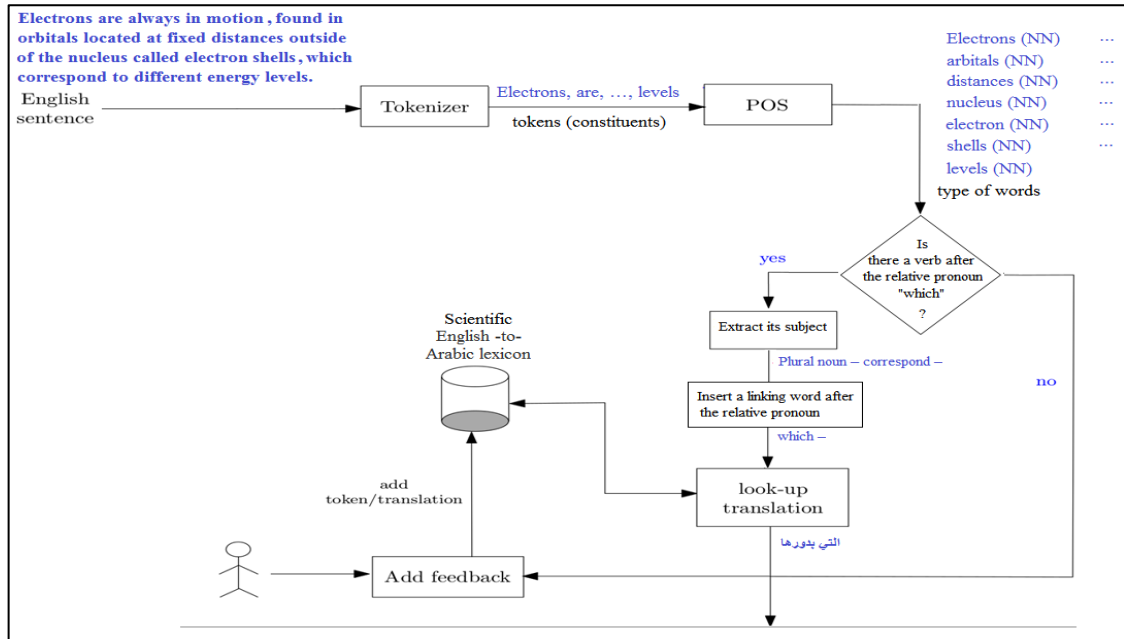 Electrons are always in motion, found in
orbitals located at fixed distances outside
of the nucleus called electron shells, which
correspond to different energy levels.
English
sentence
Tokenizer
Electrons, are, ..., levels
tokens (constituents)
POS
Electrons (NN) ...
arbitals (NN) ...
distances (NN) ...
nucleus (NN) ...
electron (NN) ...
shells (NN) ...
levels (NN)
type of words
Is
there a verb after
the relative pronoun
"which"
?
yes
no
Extract its subject
Plural noun – correspond –
Insert a linking word after
the relative pronoun
which –
Scientific
English -to-
Arabic lexicon
look-up
translation
التي بدورها
add
token/translation
Add feedback